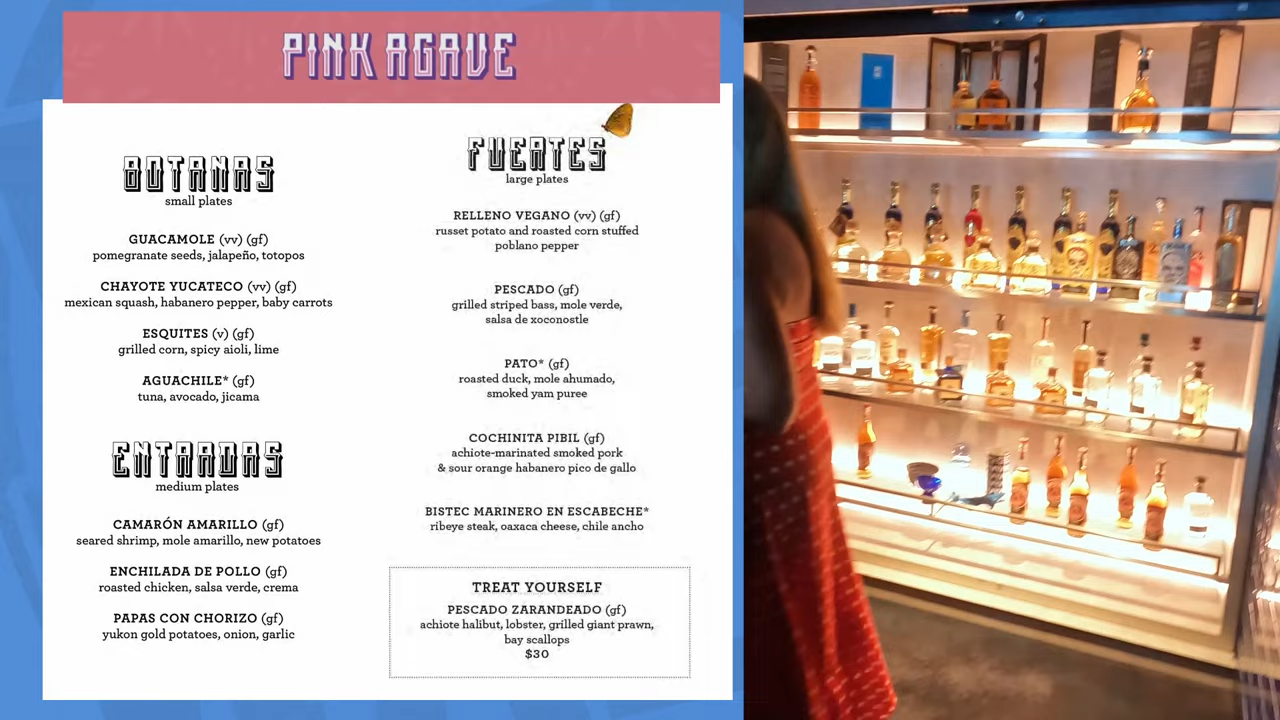 PINK AGAVE
BOTANAS
small plates
GUACAMOLE (vv) (gf)
pomegranate seeds, jalapeño, totopos
CHAYOTE YUCATECO (vv) (gf)
mexican squash, habanero pepper, baby carrots
ESQUITES (v) (gf)
grilled corn, spicy aioli, lime
AGUACHILE* (gf)
tuna, avocado, jicama
ENTRADAS
medium plates
CAMARÓN AMARILLO (gf)
seared shrimp, mole amarillo, new potatoes
ENCHILADA DE POLLO (gf)
roasted chicken, salsa verde, crema
PAPAS CON CHORIZO (gf)
yukon gold potatoes, onion, garlic
FUERTES
large plates
RELLENO VEGANO (vv) (gf)
russet potato and roasted corn stuffed
poblano pepper
PESCADO (gf)
grilled striped bass, mole verde,
salsa de xoconostle
PATO* (gf)
roasted duck, mole ahumado,
smoked yam puree
COCHINITA PIBIL (gf)
achiote-marinated smoked pork
& sour orange habanero pico de gallo
BISTEC MARINERO EN ESCABECHE*
ribeye steak, oaxaca cheese, chile ancho
TREAT YOURSELF
PESCADO ZARANDEADO (gf)
achiote halibut, lobster, grilled giant prawn,
bay scallops
$30